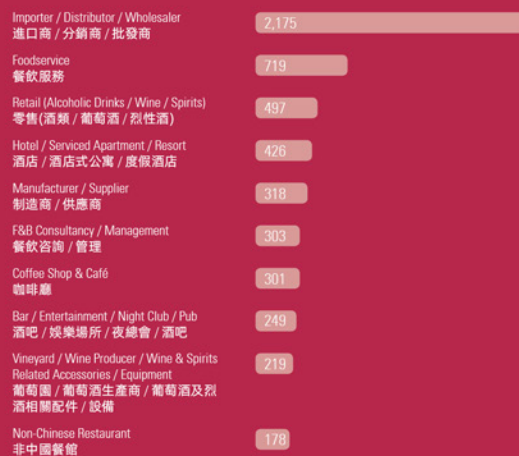 Importer / Distributor / Wholesaler
進口商 / 分銷商 / 批發商
2,175
Foodservice
餐飲服務
719
Retail (Alcoholic Drinks / Wine / Spirits)
零售(酒類 / 葡萄酒 / 烈性酒)
497
Hotel / Serviced Apartment / Resort
酒店 / 酒店式公寓 / 度假酒店
426
Manufacturer / Supplier
制造商 / 供應商
318
F&B Consultancy / Management
餐飲咨詢 / 管理
303
Coffee Shop & Café
咖啡廳
301
Bar / Entertainment / Night Club / Pub
酒吧 / 娛樂場所 / 夜總會 / 酒吧
249
Vineyard / Wine Producer / Wine & Spirits
Related Accessories / Equipment
葡萄園 / 葡萄酒生產商 / 葡萄酒及烈
酒相關配件 / 設備
219
Non-Chinese Restaurant
非中國餐館
178